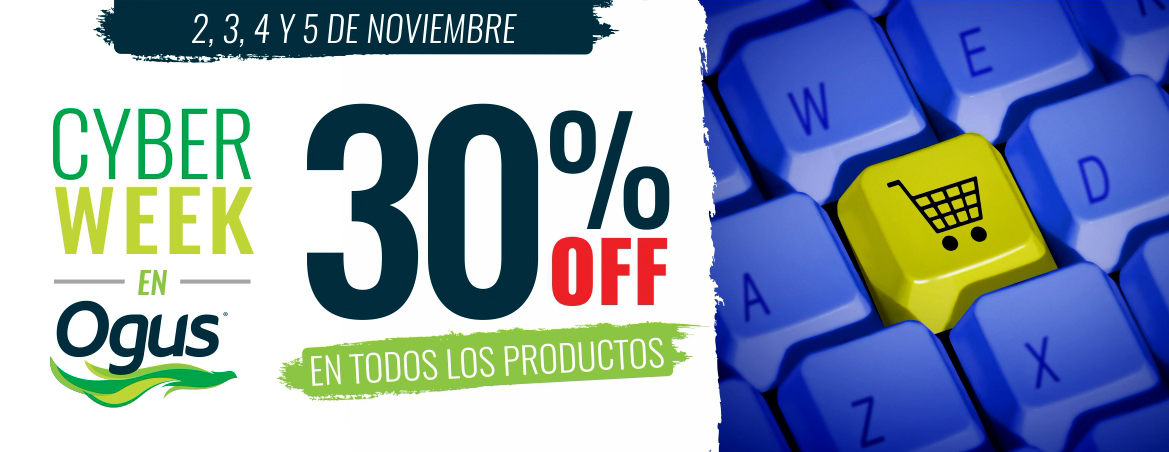 2, 3, 4 Y 5 DE NOVIEMBRE
CYBER
WEEK
EN
Ogus®
30%
OFF
EN TODOS LOS PRODUCTOS
W
E
D
A
X
Z